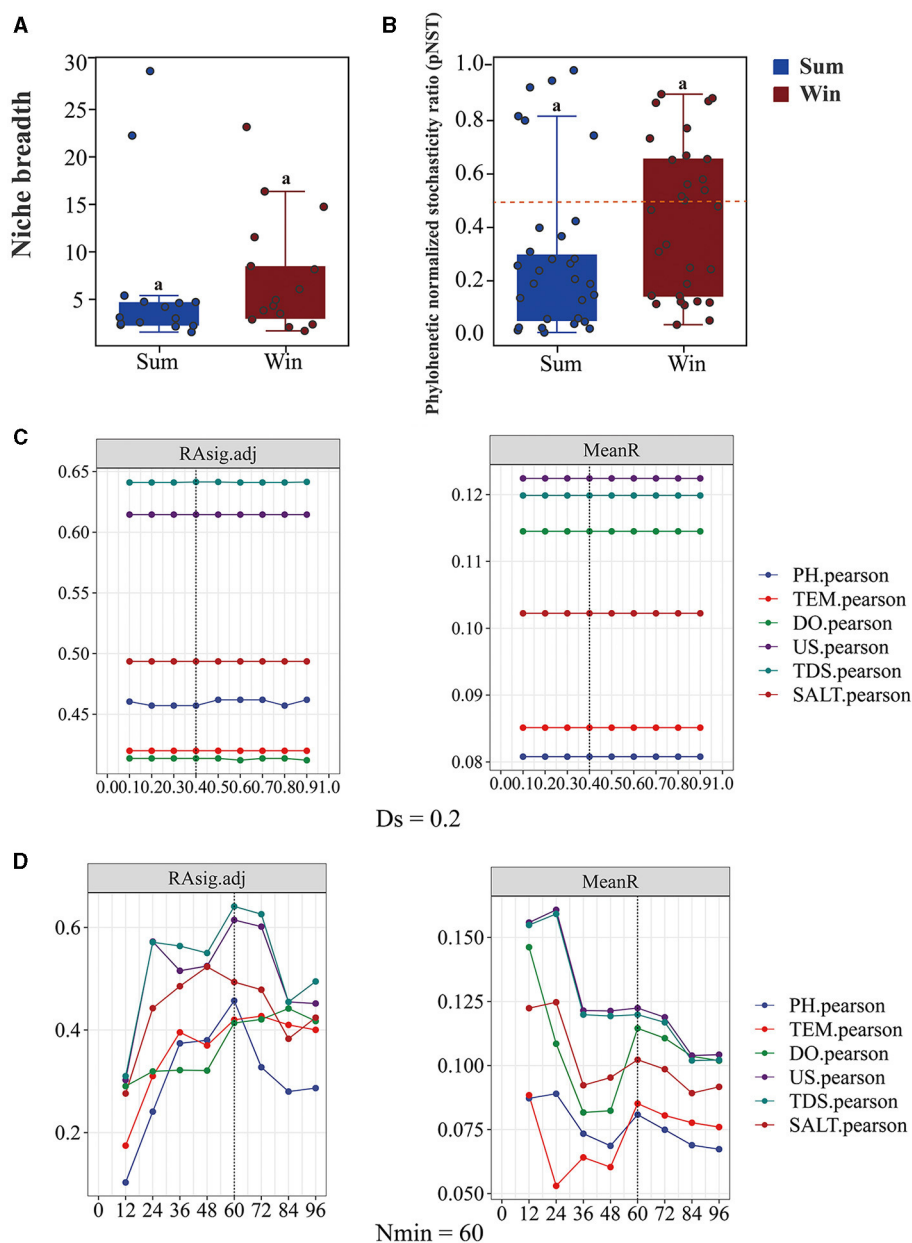 A
Niche breadth
30
25
20
15
10
5
a
a
Sum
Win
B
Phylohenetic normalized stochasticity ratio (pNST)
1.0
0.8
0.6
0.4
0.2
0.0
a
a
Sum
Win
Sum
Win
C
RAsig.adj
0.65
0.60
0.55
0.50
0.45
0.00.10.20.30.40.50.60.70.80.91.0
MeanR
0.12
0.11
0.10
0.09
0.08
0.00.10.20.30.40.50.60.70.80.91.0
PH.pearson
TEM.pearson
DO.pearson
US.pearson
TDS.pearson
SALT.pearson
Ds = 0.2
D
RAsig.adj
0.6
0.4
0.2
0 12 24 36 48 60 72 84 96
MeanR
0.150
0.125
0.100
0.075
0.050
0 12 24 36 48 60 72 84 96
PH.pearson
TEM.pearson
DO.pearson
US.pearson
TDS.pearson
SALT.pearson
Nmin = 60